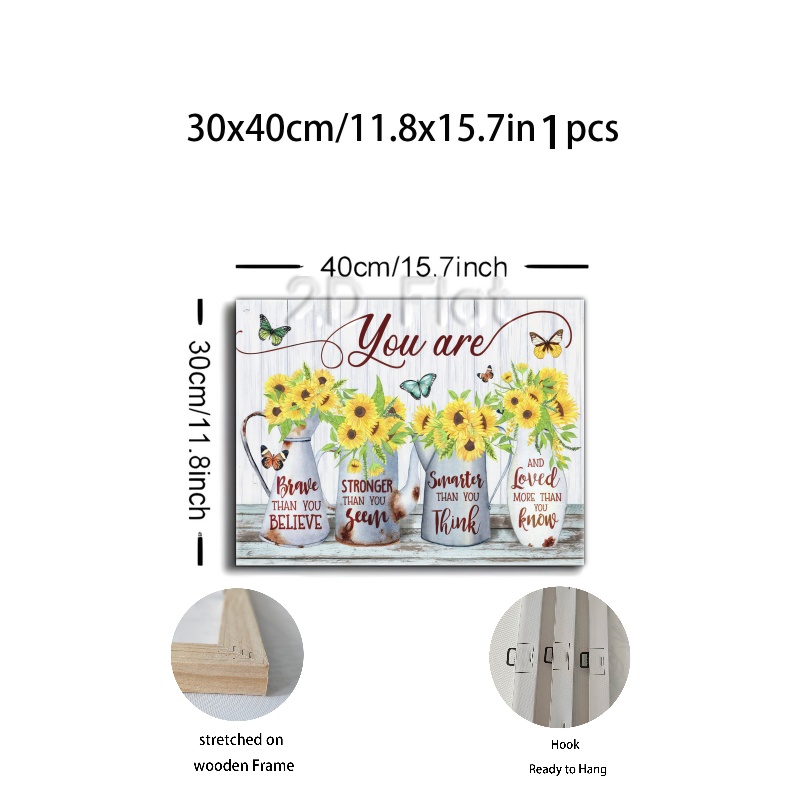 30x40cm/11.8x15.7in 1 pcs
40cm/15.7inch
2D Flat
30cm/11.8inch
You are
Brave
THAN YOU
BELIEVE
STRONGER
THAN YOU
Seem
Smarter
THAN YOU
Think
AND
Loved
MORE THAN
YOU
know
stretched on
wooden Frame
Hook
Ready to Hang